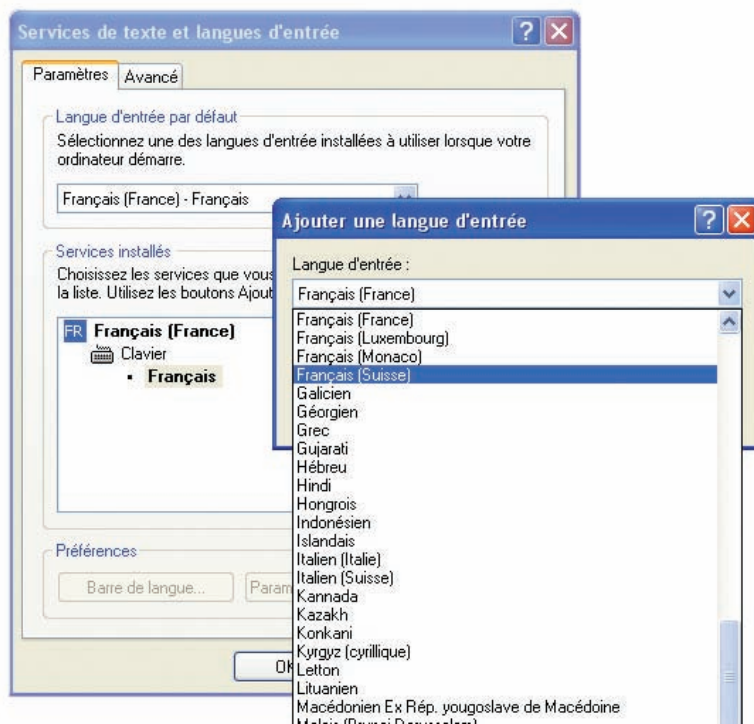 Services de texte et langues d'entrée
Paramètres
Avancé
Langue d'entrée par défaut
Sélectionnez une des langues d'entrée installées à utiliser lorsque votre
ordinateur démarre.
Français (France) - Français
Services installés
Choisissez les services que vous
la liste. Utilisez les boutons Ajout
FR Français (France)
Clavier
• Français
Préférences
Barre de langue...
Param
OK
Ajouter une langue d'entrée
Langue d'entrée :
Français (France)
Français (France)
Français (Luxembourg)
Français (Monaco)
Français (Suisse)
Galicien
Géorgien
Grec
Gujarati
Hébreu
Hindi
Hongrois
Indonésien
Islandais
Italien (Italie)
Italien (Suisse)
Kannada
Kazakh
Konkani
Kyrgyz (cyrillique)
Letton
Lituanien
Macédonien Ex Rép. yougoslave de Macédoine